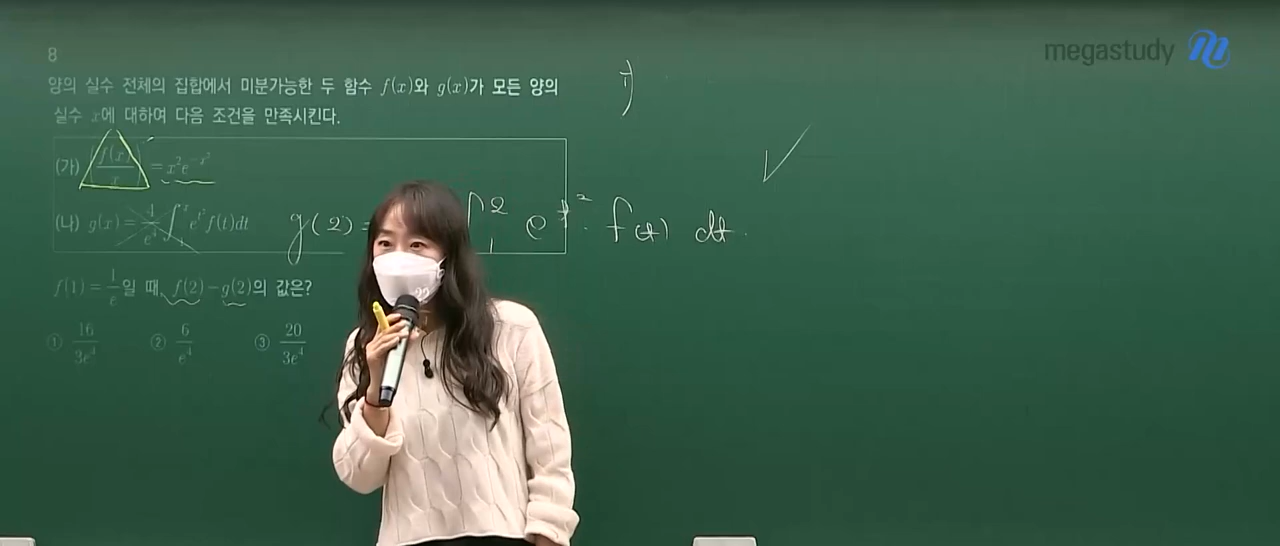 megastudy
8
양의 실수 전체의 집합에서 미분가능한 두 함수 f(x)와 g(x)가 모든 양의
실수 x에 대하여 다음 조건을 만족시킨다.
(가) (f(x)/x)′ = x²e^{-x²}
(나) g(x) = 4/e⁴ ∫₁ˣ e^{t²} f(t)dt
g(2) = ∫₁² e^{t²} · f(t) dt.
f(1) = 1/e 일 때, f(2) − g(2)의 값은?
① 16/3e⁴ ② 6/e⁴ ③ 20/3e⁴